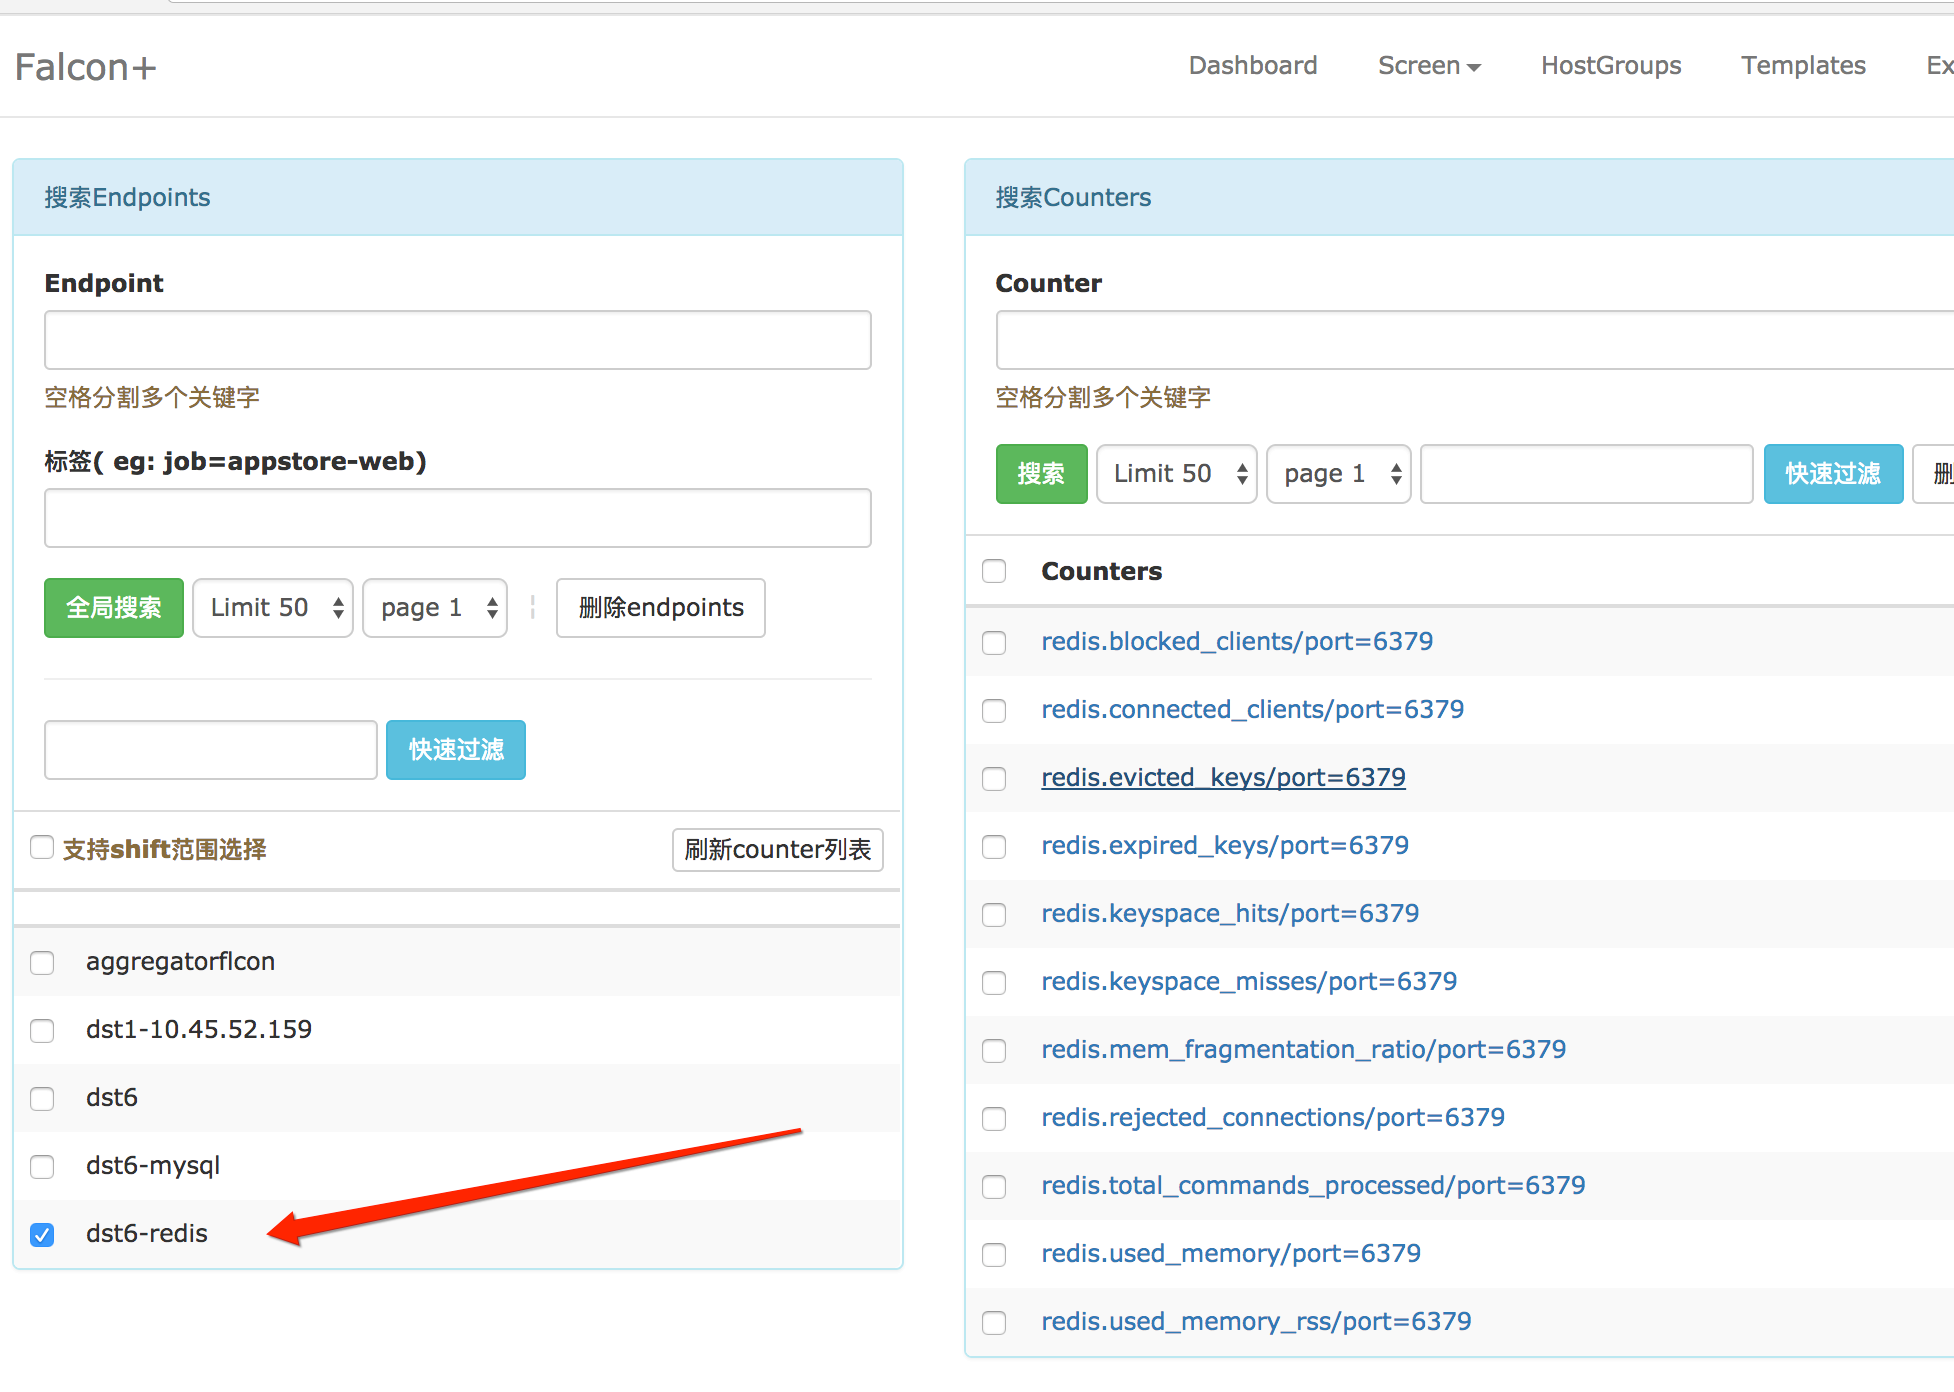 Falcon+
Dashboard Screen HostGroups Templates Ex
搜索Endpoints
Endpoint
空格分割多个关键字
标签( eg: job=appstore-web)
全局搜索 Limit 50 page 1 删除endpoints
快速过滤
支持shift范围选择 刷新counter列表
aggregatorflcon
dst1-10.45.52.159
dst6
dst6-mysql
dst6-redis
搜索Counters
Counter
空格分割多个关键字
搜索 Limit 50 page 1 快速过滤 删
Counters
redis.blocked_clients/port=6379
redis.connected_clients/port=6379
redis.evicted_keys/port=6379
redis.expired_keys/port=6379
redis.keyspace_hits/port=6379
redis.keyspace_misses/port=6379
redis.mem_fragmentation_ratio/port=6379
redis.rejected_connections/port=6379
redis.total_commands_processed/port=6379
redis.used_memory/port=6379
redis.used_memory_rss/port=6379